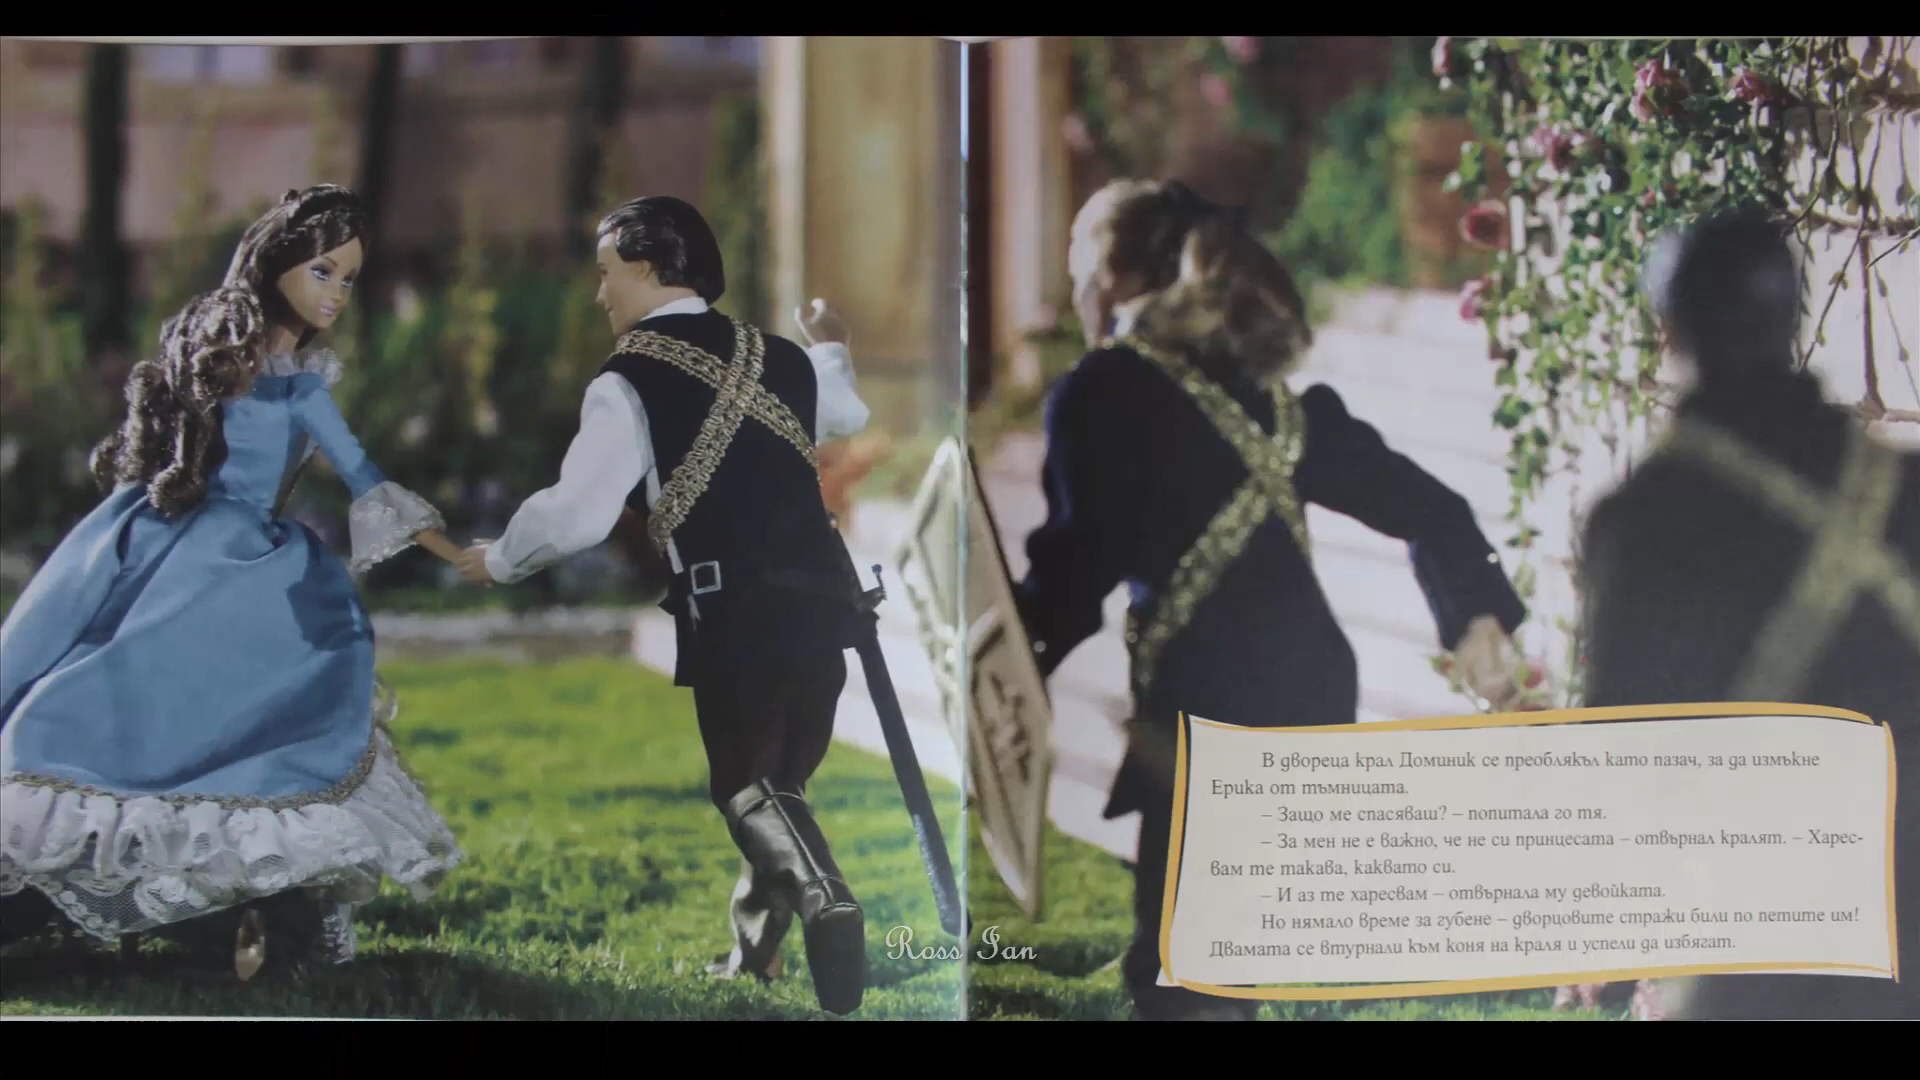 В двореца крал Доминик се преоблякъл като пазач, за да измъкне
Ерика от тъмницата.
– Защо ме спасяваш? – попитала го тя.
– За мен не е важно, че не си принцесата – отвърнал кралят. – Харес-
вам те такава, каквато си.
– И аз те харесвам – отвърнала му девойката.
Но нямало време за губене – дворцовите стражи били по петите им!
Двамата се втурнали към коня на краля и успели да избягат.
Ross Ian